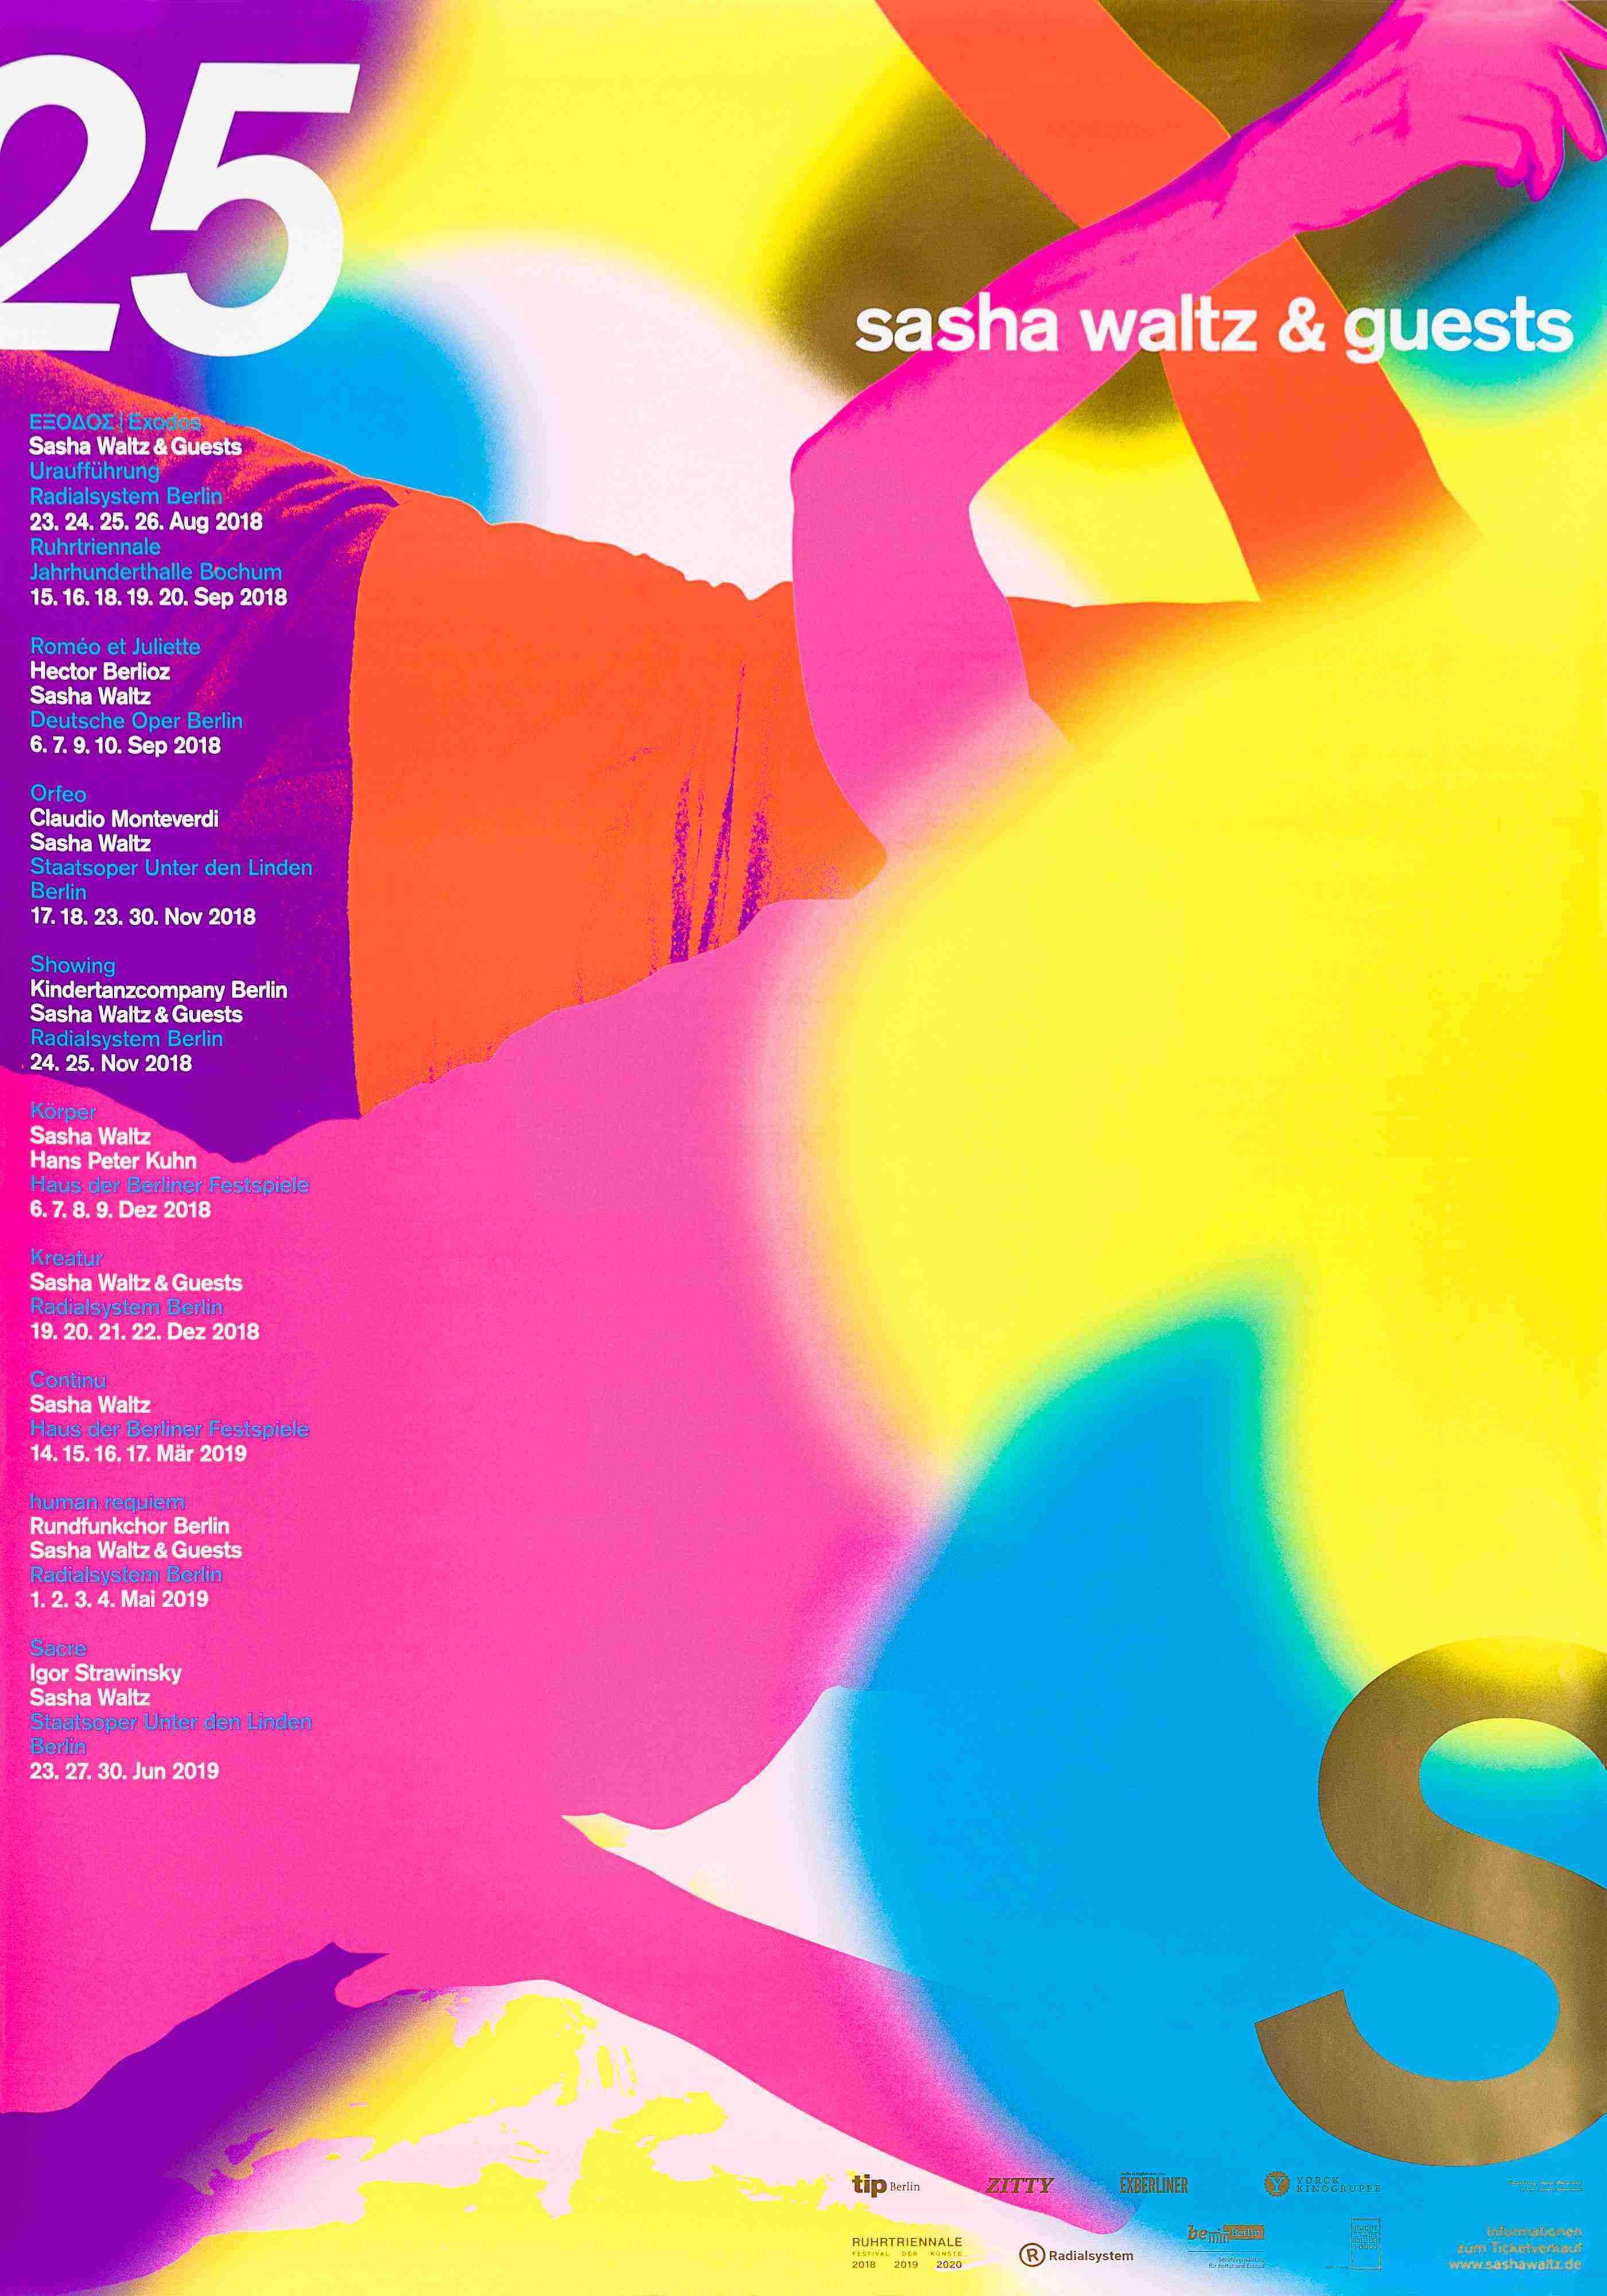 25
sasha waltz & guests
ΕΞΟΔΟΣ | Exodos
Sasha Waltz & Guests
Uraufführung
Radialsystem Berlin
23. 24. 25. 26. Aug 2018
Ruhrtriennale
Jahrhunderthalle Bochum
15. 16. 18. 19. 20. Sep 2018
Roméo et Juliette
Hector Berlioz
Sasha Waltz
Deutsche Oper Berlin
6. 7. 9. 10. Sep 2018
Orfeo
Claudio Monteverdi
Sasha Waltz
Staatsoper Unter den Linden
Berlin
17. 18. 23. 30. Nov 2018
Showing
Kindertanzcompany Berlin
Sasha Waltz & Guests
Radialsystem Berlin
24. 25. Nov 2018
Körper
Sasha Waltz
Hans Peter Kuhn
Haus der Berliner Festspiele
6. 7. 8. 9. Dez 2018
Kreatur
Sasha Waltz & Guests
Radialsystem Berlin
19. 20. 21. 22. Dez 2018
Continu
Sasha Waltz
Haus der Berliner Festspiele
14. 15. 16. 17. Mär 2019
human requiem
Rundfunkchor Berlin
Sasha Waltz & Guests
Radialsystem Berlin
1. 2. 3. 4. Mai 2019
Sacre
Igor Strawinsky
Sasha Waltz
Staatsoper Unter den Linden
Berlin
23. 27. 30. Jun 2019
S
tip Berlin
ZITTY
EXBERLINER
YORCK
KINOGRUPPE
RUHRTRIENNALE
FESTIVAL DER KÜNSTE
2018 2019 2020
R Radialsystem
be Berlin
Senatsverwaltung
für Kultur und Europa
Informationen
zum Ticketverkauf
www.sashawaltz.de